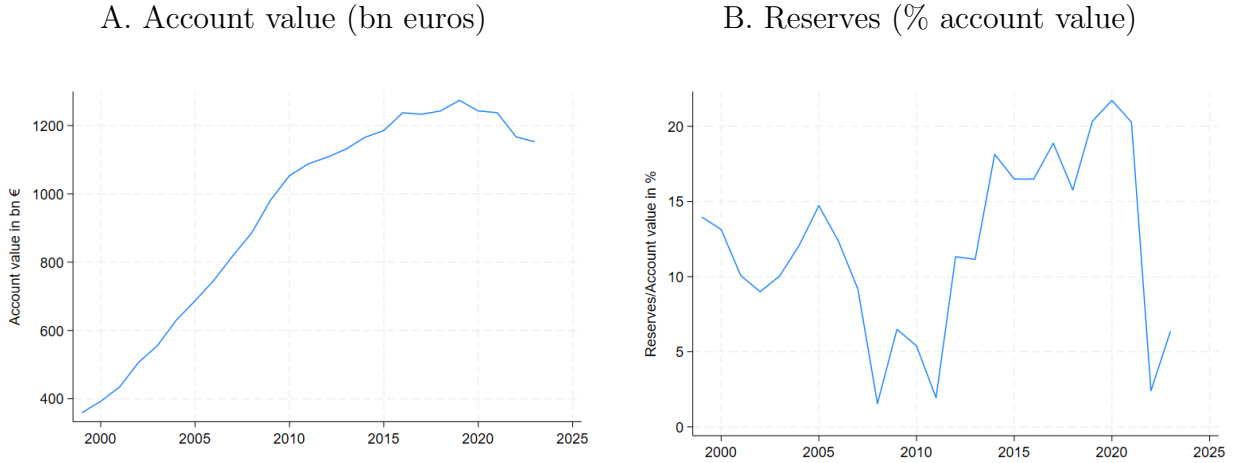 A. Account value (bn euros)
Account value in bn €
1200
1000
800
600
400
2000 2005 2010 2015 2020 2025
B. Reserves (% account value)
Reserves/Account value in %
20
15
10
5
0
2000 2005 2010 2015 2020 2025